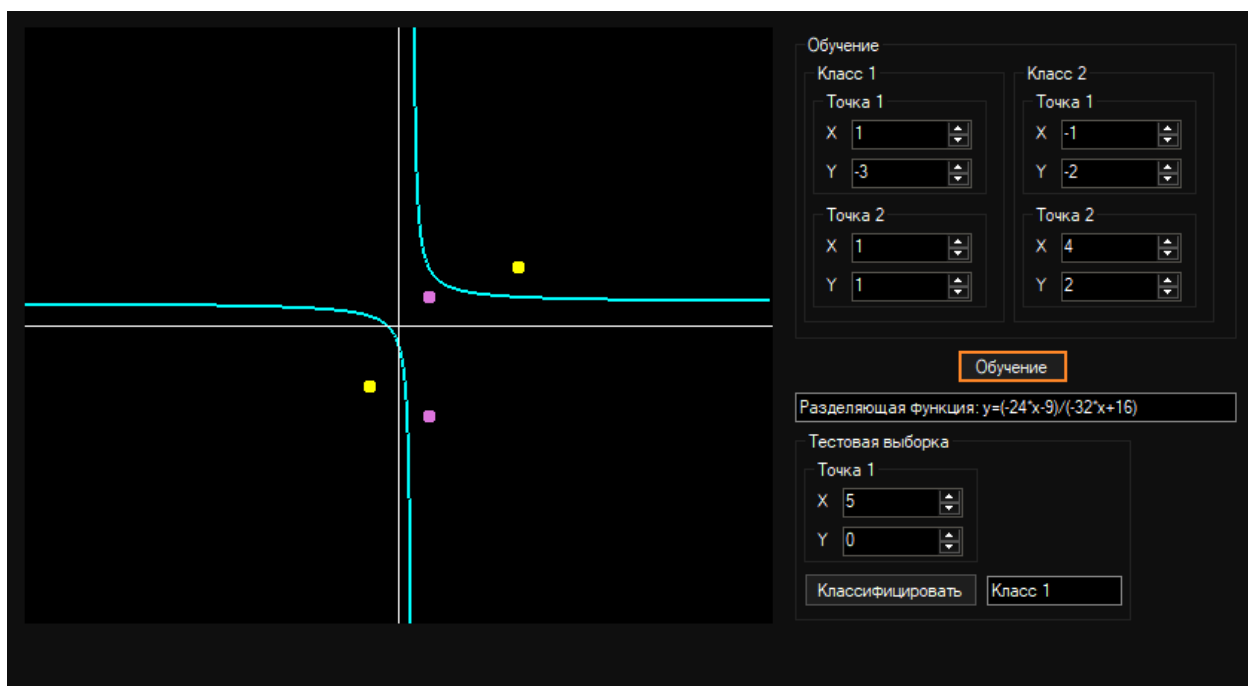 Обучение
Класс 1
Класс 2
Точка 1
Точка 1
X 1
X -1
Y -3
Y -2
Точка 2
Точка 2
X 1
X 4
Y 1
Y 2
Обучение
Разделяющая функция: y=(-24*x-9)/(-32*x+16)
Тестовая выборка
Точка 1
X 5
Y 0
Классифицировать
Класс 1